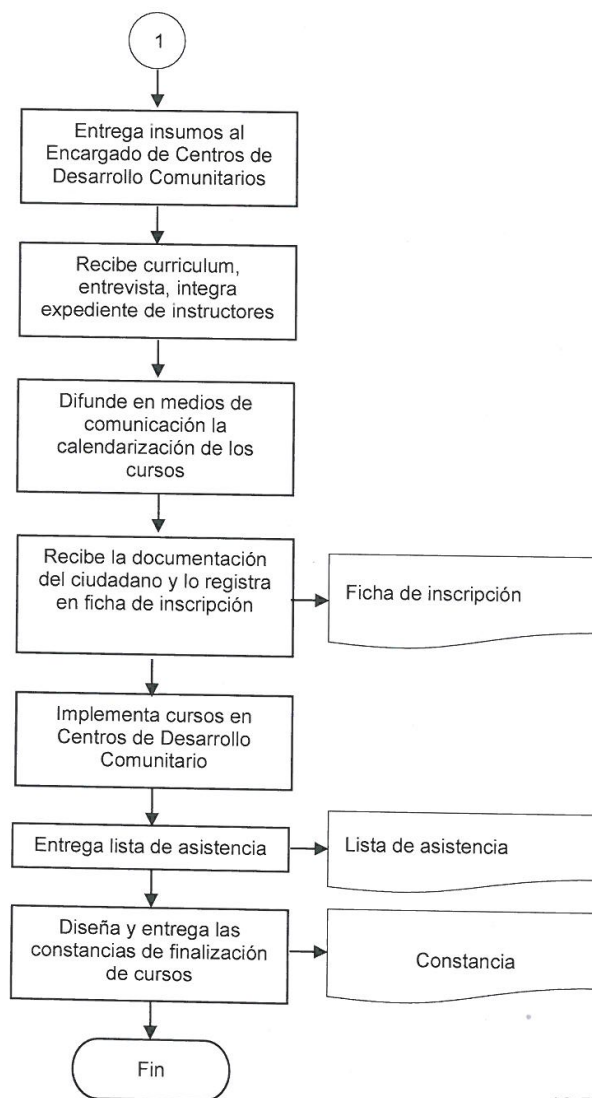 1
Entrega insumos al
Encargado de Centros de
Desarrollo Comunitarios
Recibe curriculum,
entrevista, integra
expediente de instructores
Difunde en medios de
comunicación la
calendarización de los
cursos
Recibe la documentación
del ciudadano y lo registra
en ficha de inscripción
Ficha de inscripción
Implementa cursos en
Centros de Desarrollo
Comunitario
Entrega lista de asistencia
Lista de asistencia
Diseña y entrega las
constancias de finalización
de cursos
Constancia
Fin